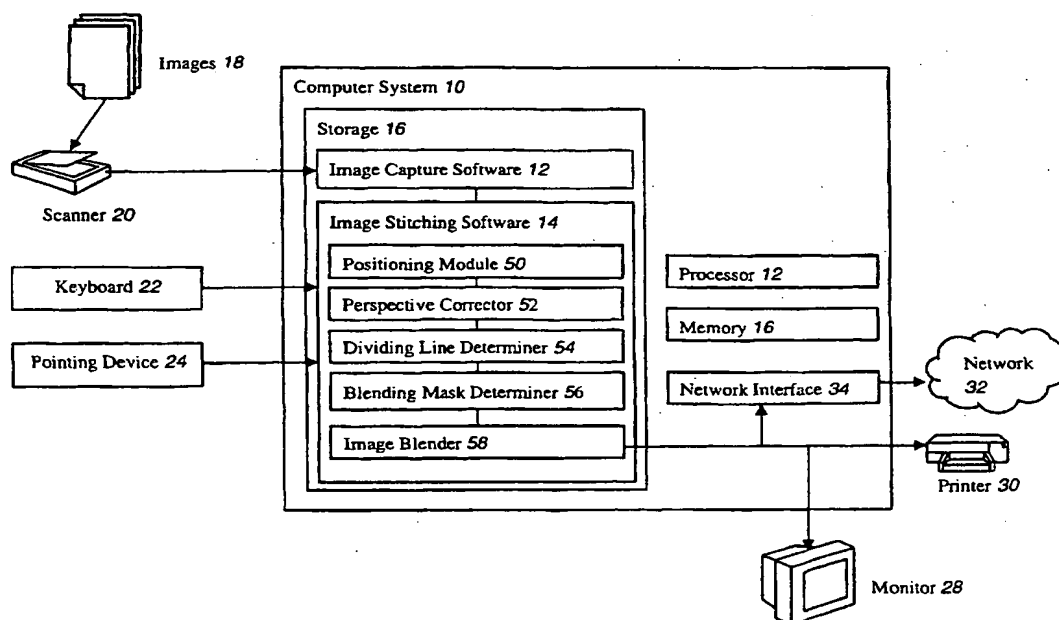 Images 18
Computer System 10
Storage 16
Image Capture Software 12
Scanner 20
Image Stitching Software 14
Positioning Module 50
Processor 12
Keyboard 22
Perspective Corrector 52
Memory 16
Dividing Line Determiner 54
Pointing Device 24
Network 32
Blending Mask Determiner 56
Network Interface 34
Image Blender 58
Printer 30
Monitor 28